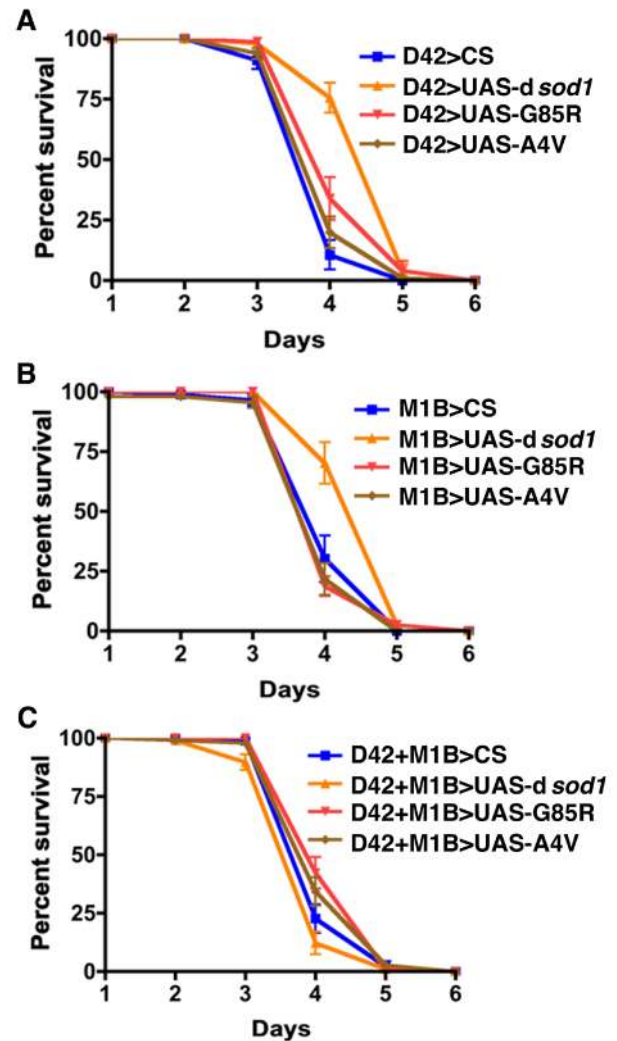 A
100
75
50
25
0
Percent survival
D42>CS
D42>UAS-d sod1
D42>UAS-G85R
D42>UAS-A4V
1 2 3 4 5 6
Days
B
100
75
50
25
0
Percent survival
M1B>CS
M1B>UAS-d sod1
M1B>UAS-G85R
M1B>UAS-A4V
1 2 3 4 5 6
Days
C
100
75
50
25
0
Percent survival
D42+M1B>CS
D42+M1B>UAS-d sod1
D42+M1B>UAS-G85R
D42+M1B>UAS-A4V
1 2 3 4 5 6
Days